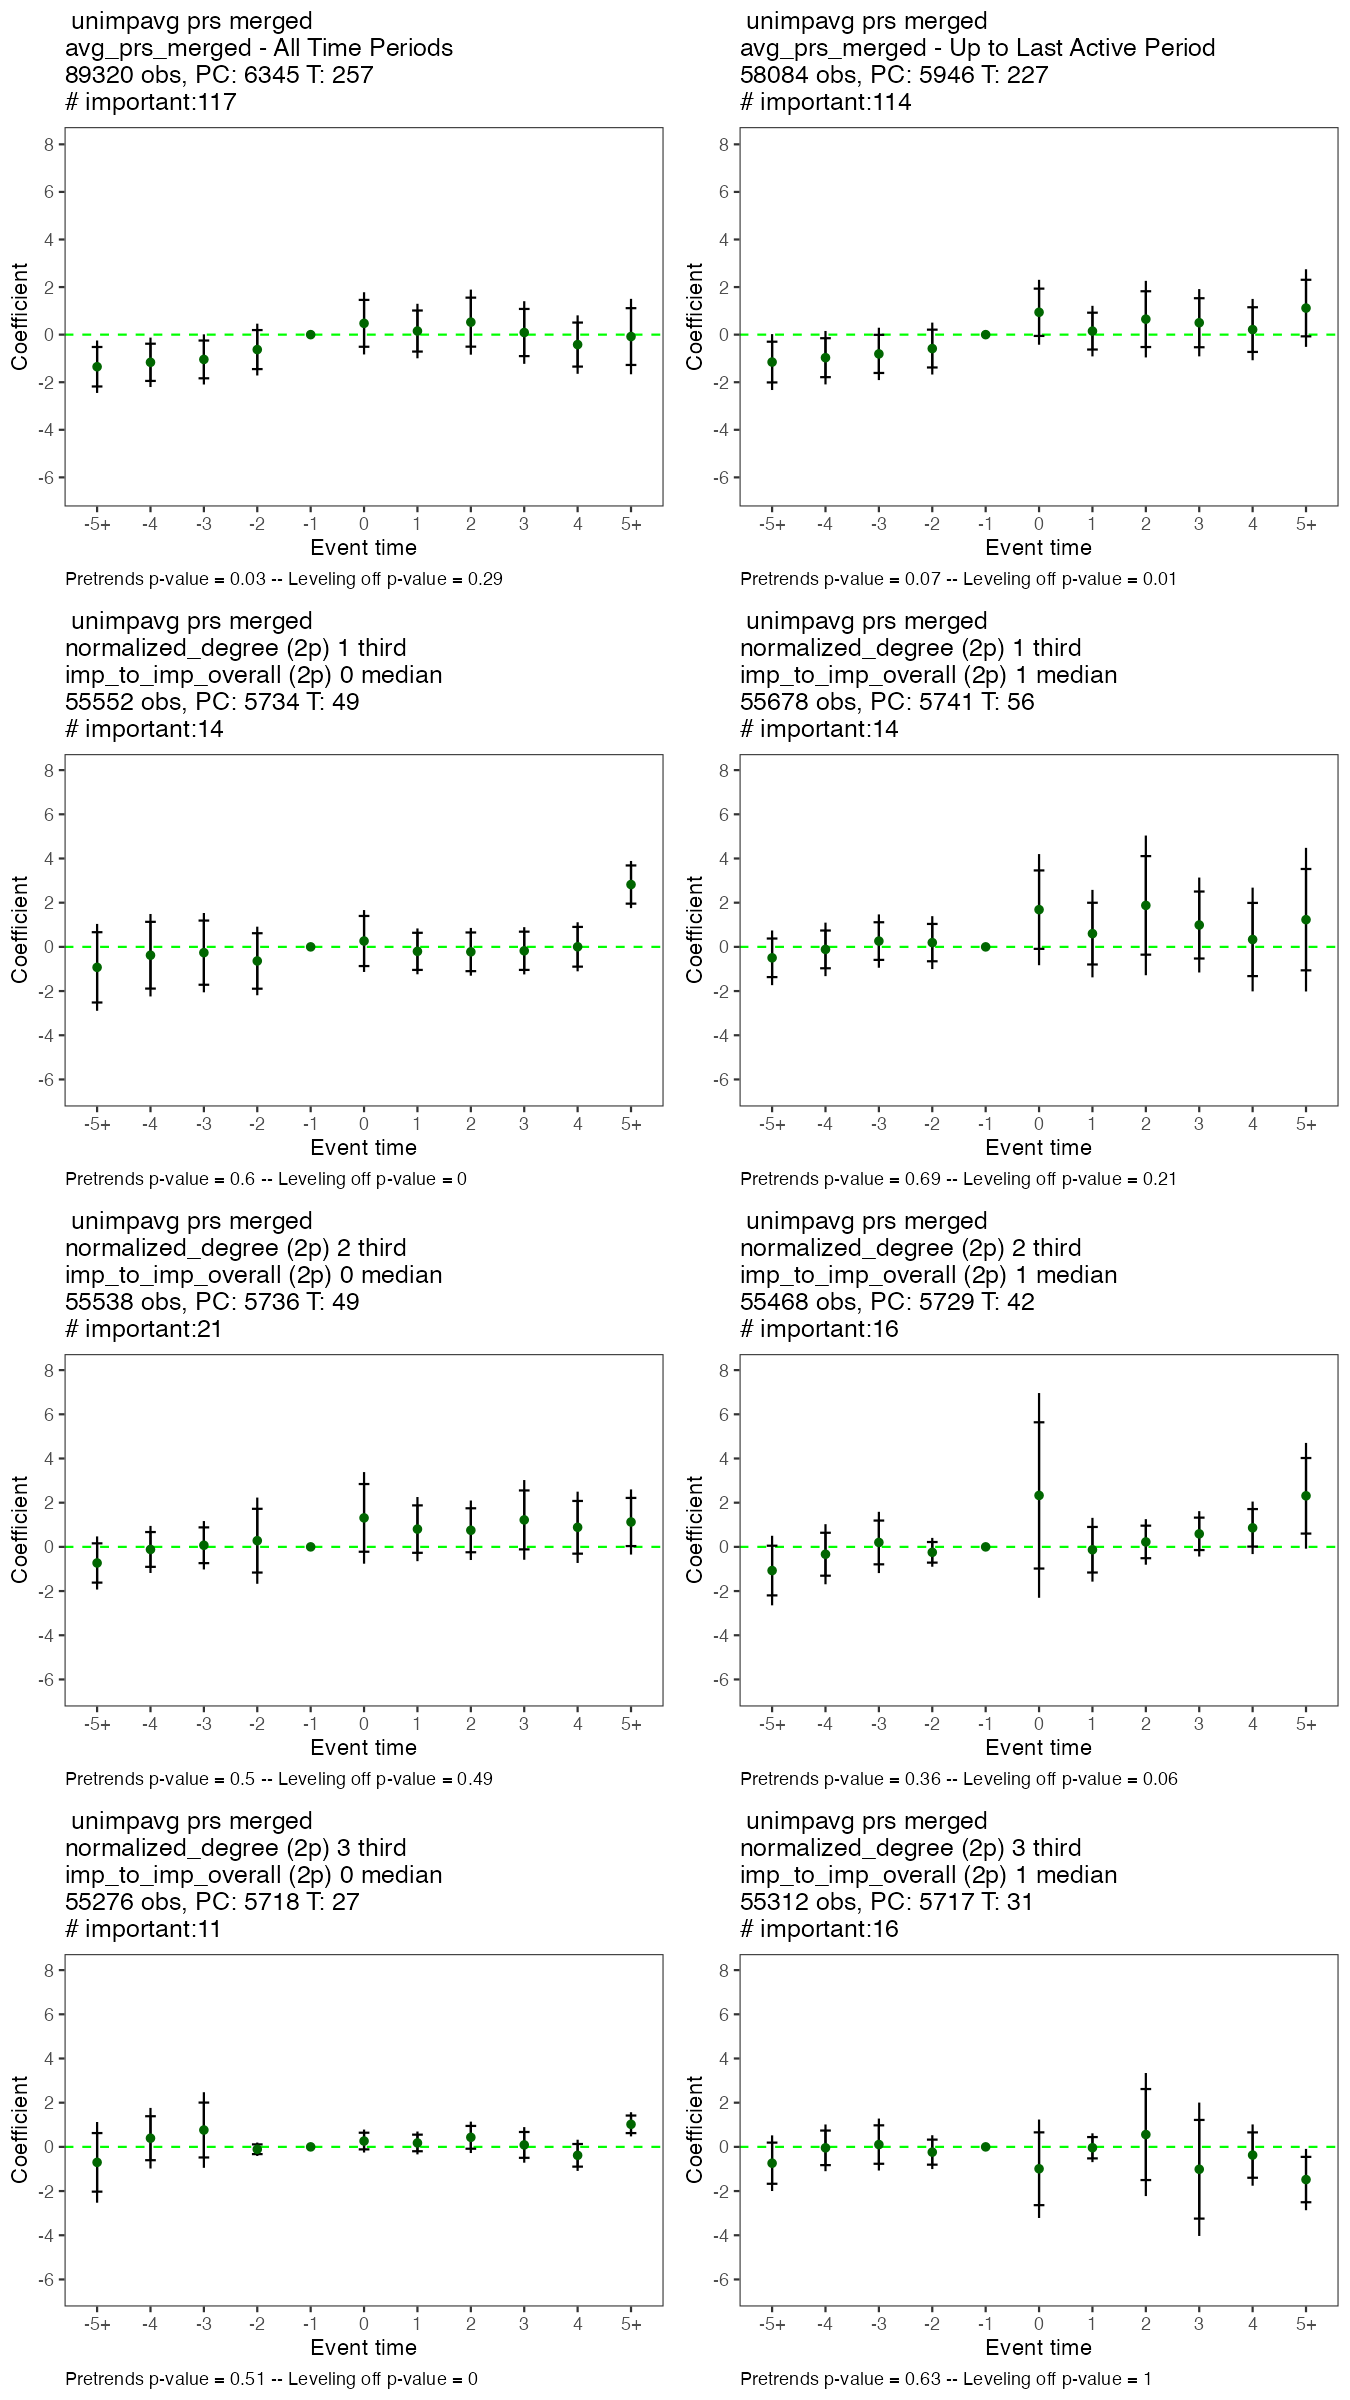 unimpavg prs merged
avg_prs_merged - All Time Periods
89320 obs, PC: 6345 T: 257
# important:117
8
6
4
2
0
-2
-4
-6
Coefficient
-5+ -4 -3 -2 -1 0 1 2 3 4 5+
Event time
Pretrends p-value = 0.03 -- Leveling off p-value = 0.29
unimpavg prs merged
avg_prs_merged - Up to Last Active Period
58084 obs, PC: 5946 T: 227
# important:114
8
6
4
2
0
-2
-4
-6
Coefficient
-5+ -4 -3 -2 -1 0 1 2 3 4 5+
Event time
Pretrends p-value = 0.07 -- Leveling off p-value = 0.01
unimpavg prs merged
normalized_degree (2p) 1 third
imp_to_imp_overall (2p) 0 median
55552 obs, PC: 5734 T: 49
# important:14
8
6
4
2
0
-2
-4
-6
Coefficient
-5+ -4 -3 -2 -1 0 1 2 3 4 5+
Event time
Pretrends p-value = 0.6 -- Leveling off p-value = 0
unimpavg prs merged
normalized_degree (2p) 1 third
imp_to_imp_overall (2p) 1 median
55678 obs, PC: 5741 T: 56
# important:14
8
6
4
2
0
-2
-4
-6
Coefficient
-5+ -4 -3 -2 -1 0 1 2 3 4 5+
Event time
Pretrends p-value = 0.69 -- Leveling off p-value = 0.21
unimpavg prs merged
normalized_degree (2p) 2 third
imp_to_imp_overall (2p) 0 median
55538 obs, PC: 5736 T: 49
# important:21
8
6
4
2
0
-2
-4
-6
Coefficient
-5+ -4 -3 -2 -1 0 1 2 3 4 5+
Event time
Pretrends p-value = 0.5 -- Leveling off p-value = 0.49
unimpavg prs merged
normalized_degree (2p) 2 third
imp_to_imp_overall (2p) 1 median
55468 obs, PC: 5729 T: 42
# important:16
8
6
4
2
0
-2
-4
-6
Coefficient
-5+ -4 -3 -2 -1 0 1 2 3 4 5+
Event time
Pretrends p-value = 0.36 -- Leveling off p-value = 0.06
unimpavg prs merged
normalized_degree (2p) 3 third
imp_to_imp_overall (2p) 0 median
55276 obs, PC: 5718 T: 27
# important:11
8
6
4
2
0
-2
-4
-6
Coefficient
-5+ -4 -3 -2 -1 0 1 2 3 4 5+
Event time
Pretrends p-value = 0.51 -- Leveling off p-value = 0
unimpavg prs merged
normalized_degree (2p) 3 third
imp_to_imp_overall (2p) 1 median
55312 obs, PC: 5717 T: 31
# important:16
8
6
4
2
0
-2
-4
-6
Coefficient
-5+ -4 -3 -2 -1 0 1 2 3 4 5+
Event time
Pretrends p-value = 0.63 -- Leveling off p-value = 1